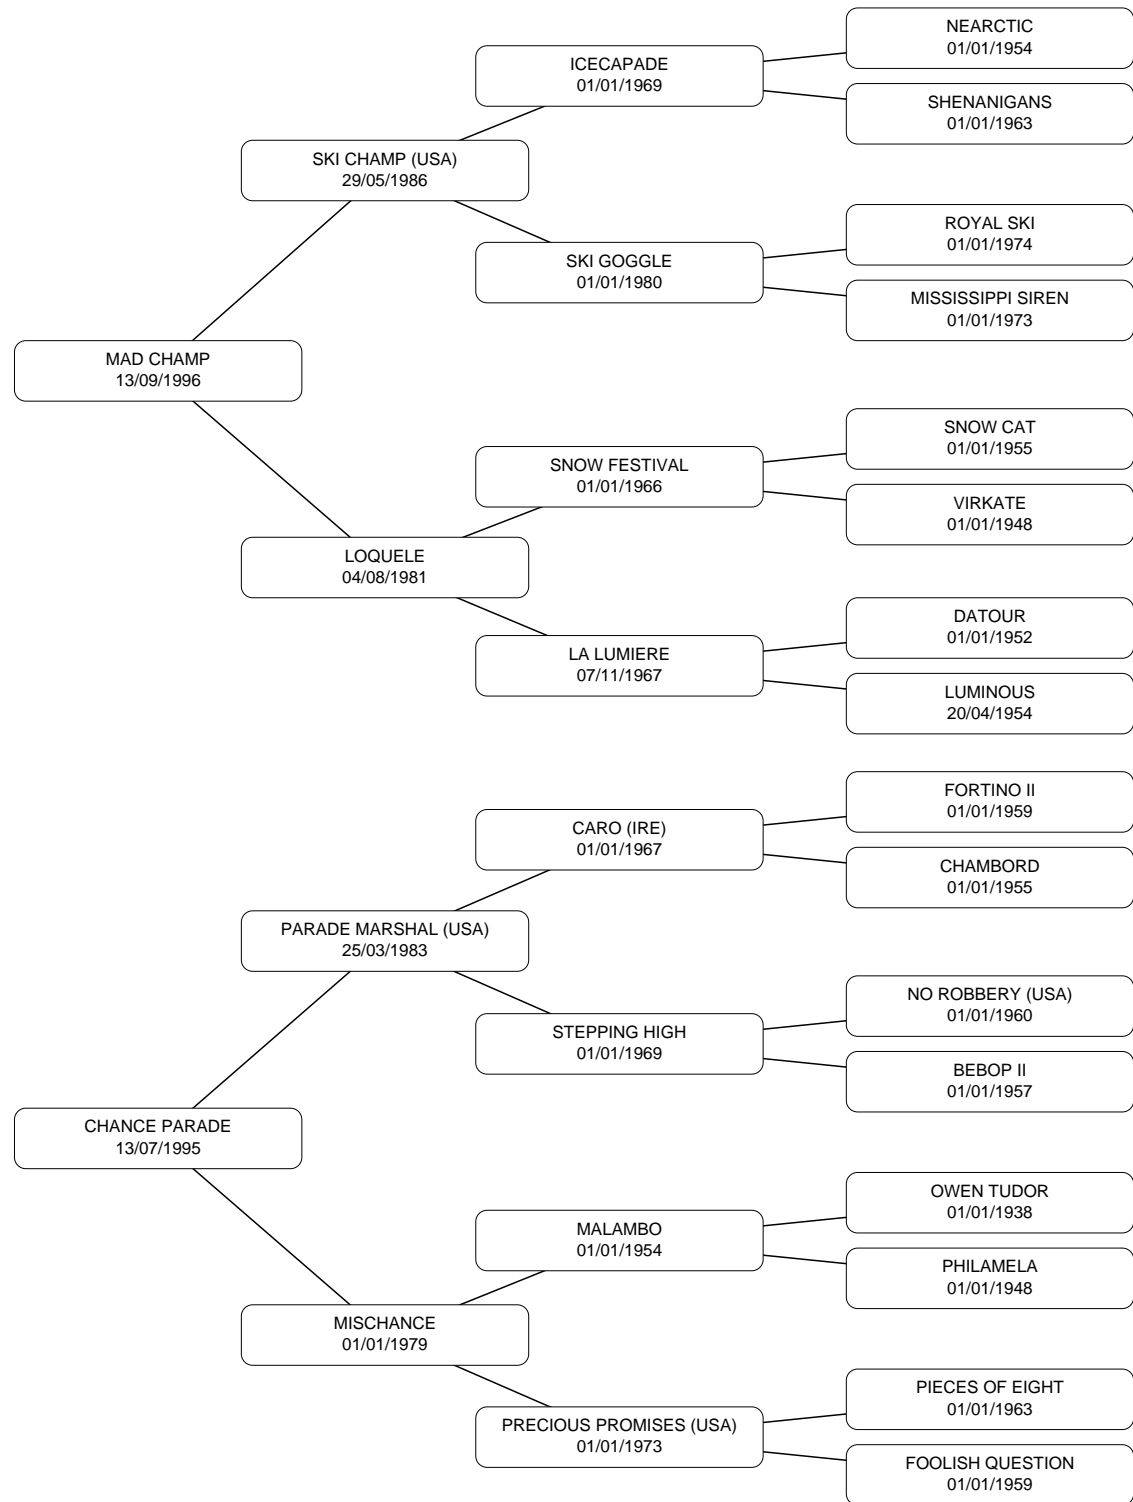 NEARCTIC
01/01/1954
ICECAPADE
01/01/1969
SHENANIGANS
01/01/1963
SKI CHAMP (USA)
29/05/1986
ROYAL SKI
01/01/1974
SKI GOGGLE
01/01/1980
MISSISSIPPI SIREN
01/01/1973
MAD CHAMP
13/09/1996
SNOW CAT
01/01/1955
SNOW FESTIVAL
01/01/1966
VIRKATE
01/01/1948
LOQUELE
04/08/1981
DATOUR
01/01/1952
LA LUMIERE
07/11/1967
LUMINOUS
20/04/1954
FORTINO II
01/01/1959
CARO (IRE)
01/01/1967
CHAMBORD
01/01/1955
PARADE MARSHAL (USA)
25/03/1983
NO ROBBERY (USA)
01/01/1960
STEPPING HIGH
01/01/1969
BEBOP II
01/01/1957
CHANCE PARADE
13/07/1995
OWEN TUDOR
01/01/1938
MALAMBO
01/01/1954
PHILAMELA
01/01/1948
MISCHANCE
01/01/1979
PIECES OF EIGHT
01/01/1963
PRECIOUS PROMISES (USA)
01/01/1973
FOOLISH QUESTION
01/01/1959